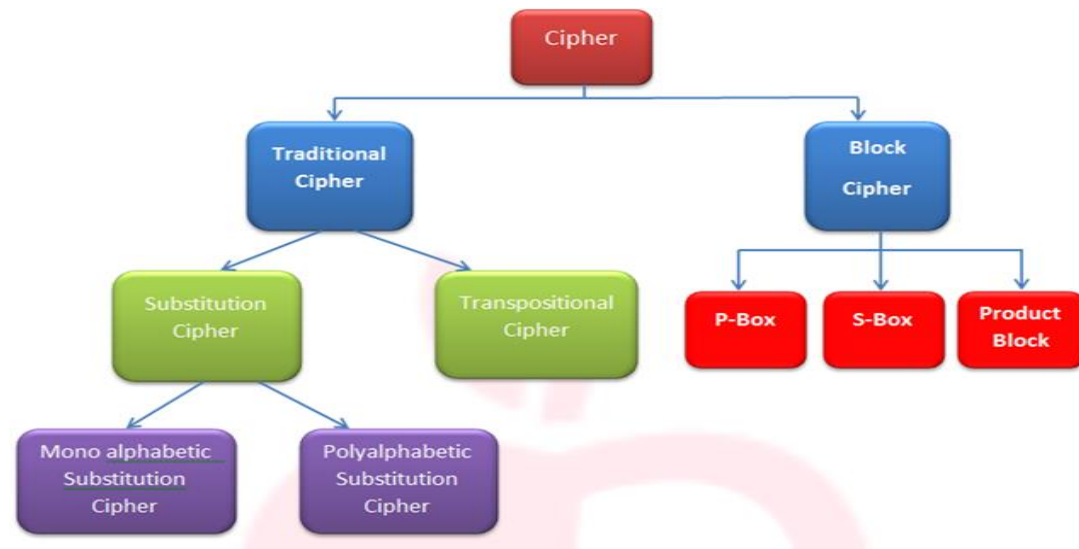 Cipher
Traditional
Cipher
Block
Cipher
Substitution
Cipher
Transpositional
Cipher
P-Box
S-Box
Product
Block
Mono alphabetic
Substitution
Cipher
Polyalphabetic
Substitution
Cipher